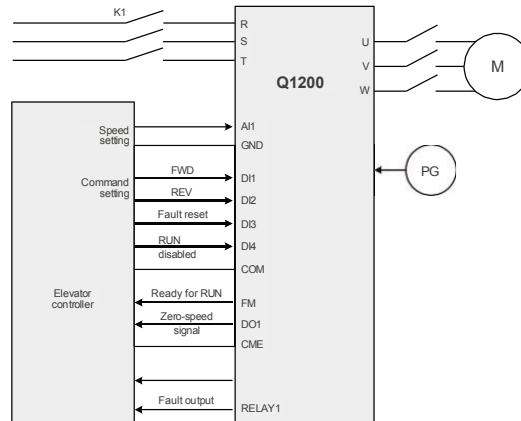 K1
R
S
T
U
V
W
M
Q1200
Speed
setting
AI1
GND
PG
Command
setting
FWD
DI1
REV
DI2
Fault reset
DI3
RUN
disabled
DI4
COM
Elevator
controller
Ready for RUN
FM
Zero-speed
signal
DO1
CME
Fault output
RELAY1